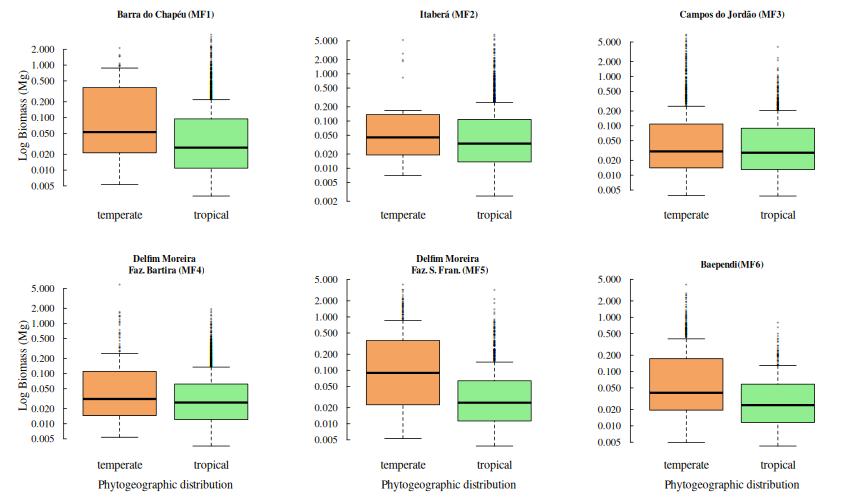 Barra do Chapéu (MF1)
Log Biomass (Mg)
2.000
1.000
0.500
0.200
0.100
0.050
0.020
0.010
0.005
temperate
tropical
Itaberá (MF2)
5.000
2.000
1.000
0.500
0.200
0.100
0.050
0.020
0.010
0.005
0.002
temperate
tropical
Campos do Jordão (MF3)
5.000
2.000
1.000
0.500
0.200
0.100
0.050
0.020
0.010
0.005
temperate
tropical
Delfim Moreira
Faz. Bartira (MF4)
Log Biomass (Mg)
5.000
2.000
1.000
0.500
0.200
0.100
0.050
0.020
0.010
0.005
temperate
tropical
Phytogeographic distribution
Delfim Moreira
Faz. S. Fran. (MF5)
5.000
2.000
1.000
0.500
0.200
0.100
0.050
0.020
0.010
0.005
temperate
tropical
Phytogeographic distribution
Baependi(MF6)
5.000
2.000
1.000
0.500
0.200
0.100
0.050
0.020
0.010
0.005
temperate
tropical
Phytogeographic distribution